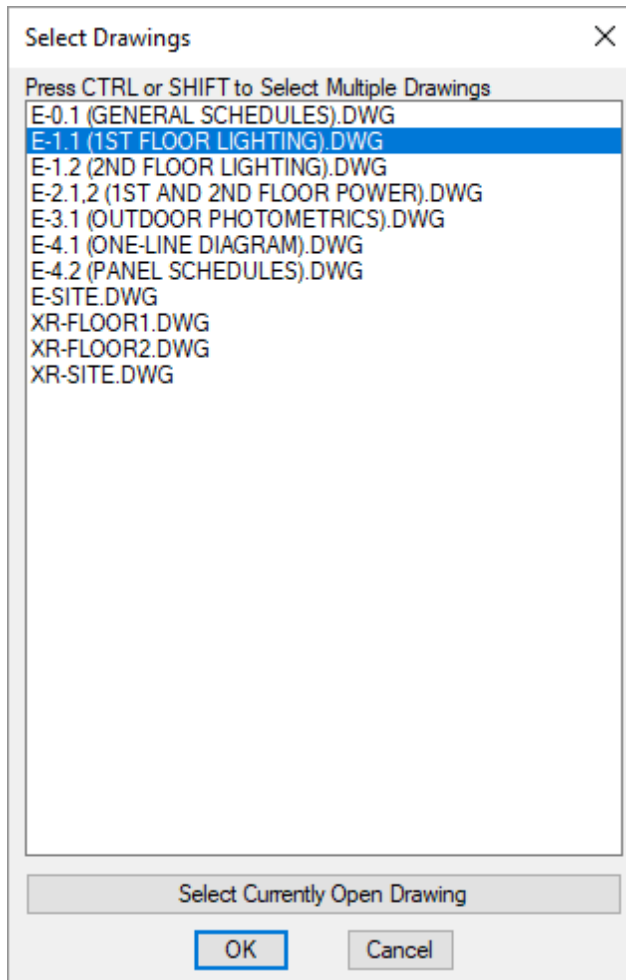 Select Drawings
Press CTRL or SHIFT to Select Multiple Drawings
E-0.1 (GENERAL SCHEDULES).DWG
E-1.1 (1ST FLOOR LIGHTING).DWG
E-1.2 (2ND FLOOR LIGHTING).DWG
E-2.1,2 (1ST AND 2ND FLOOR POWER).DWG
E-3.1 (OUTDOOR PHOTOMETRICS).DWG
E-4.1 (ONE-LINE DIAGRAM).DWG
E-4.2 (PANEL SCHEDULES).DWG
E-SITE.DWG
XR-FLOOR1.DWG
XR-FLOOR2.DWG
XR-SITE.DWG
Select Currently Open Drawing
OK Cancel